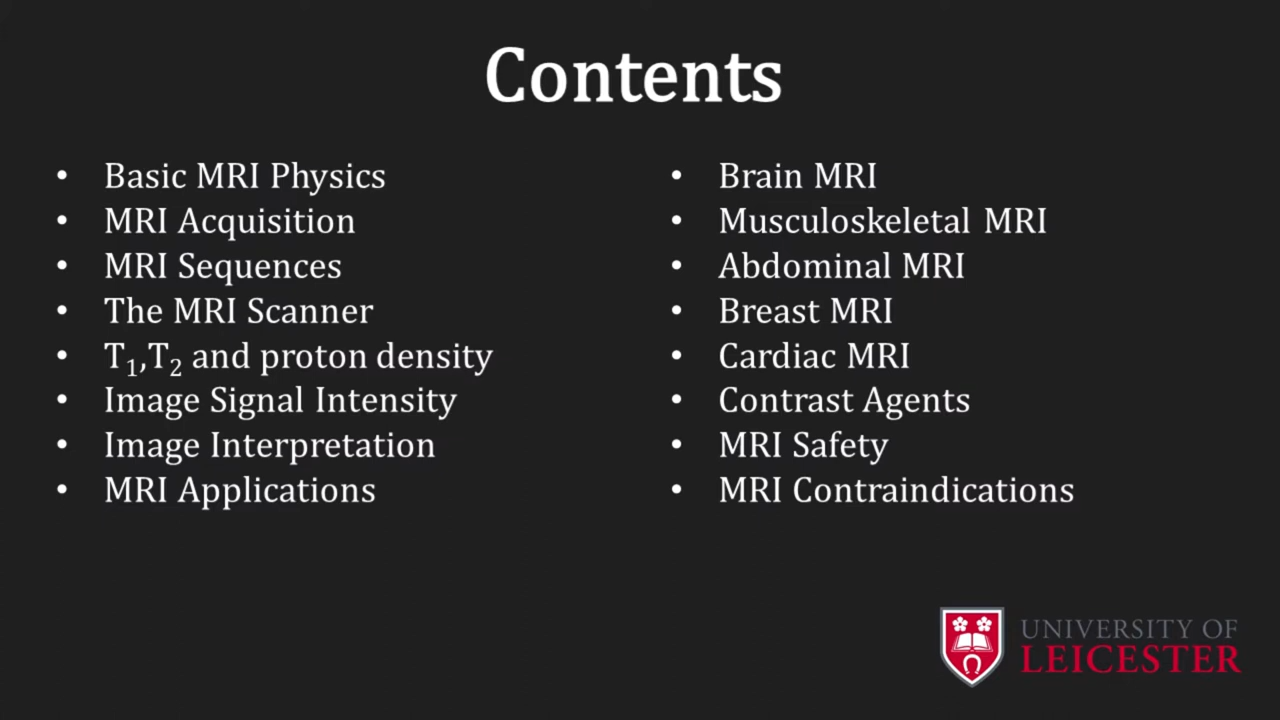 Contents
• Basic MRI Physics
• MRI Acquisition
• MRI Sequences
• The MRI Scanner
• T₁,T₂ and proton density
• Image Signal Intensity
• Image Interpretation
• MRI Applications
• Brain MRI
• Musculoskeletal MRI
• Abdominal MRI
• Breast MRI
• Cardiac MRI
• Contrast Agents
• MRI Safety
• MRI Contraindications
UNIVERSITY OF
LEICESTER